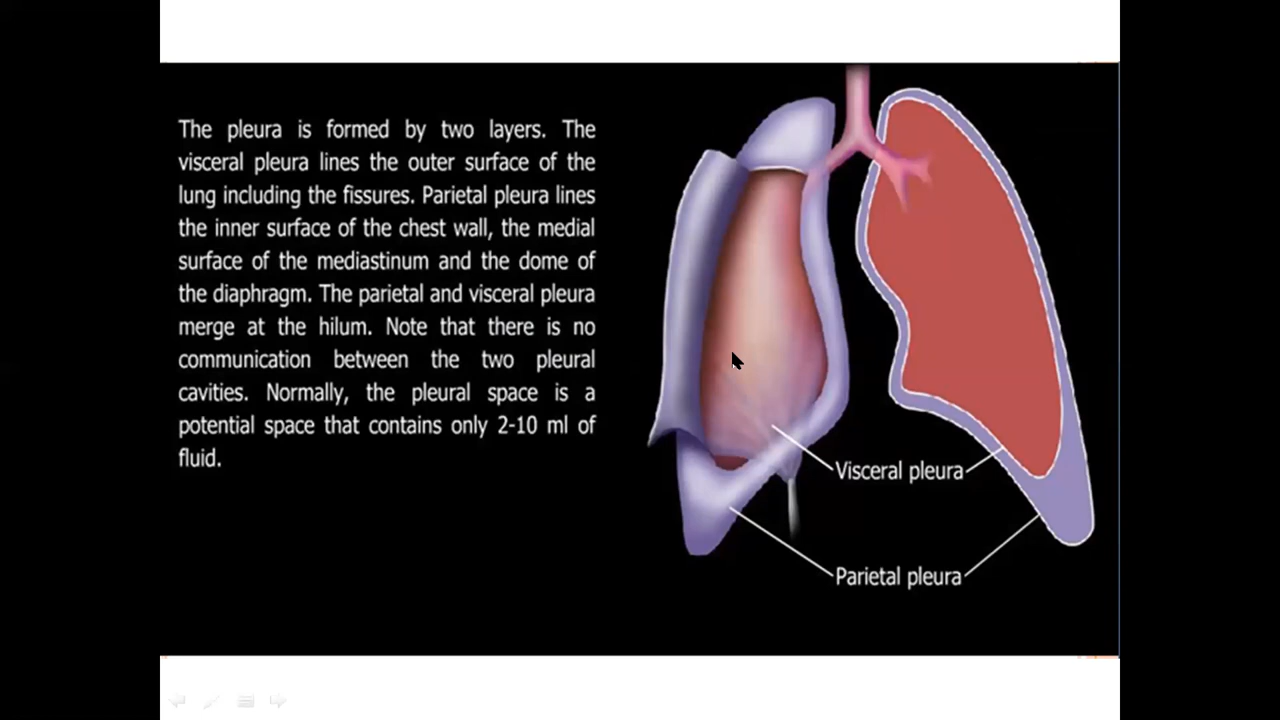 The pleura is formed by two layers. The
visceral pleura lines the outer surface of the
lung including the fissures. Parietal pleura lines
the inner surface of the chest wall, the medial
surface of the mediastinum and the dome of
the diaphragm. The parietal and visceral pleura
merge at the hilum. Note that there is no
communication between the two pleural
cavities. Normally, the pleural space is a
potential space that contains only 2-10 ml of
fluid.
Visceral pleura
Parietal pleura